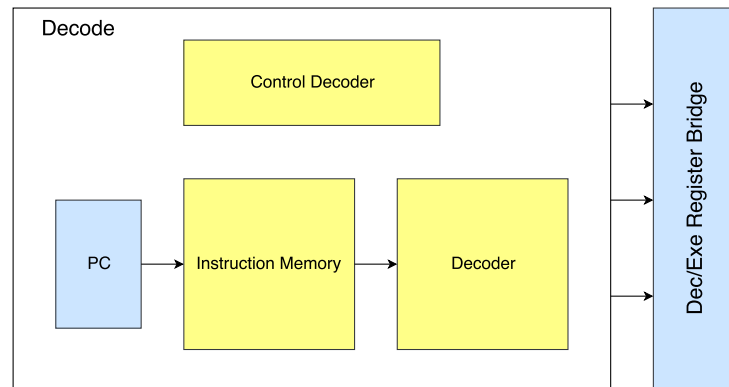 Decode
Control Decoder
PC
Instruction Memory
Decoder
Dec/Exe Register Bridge